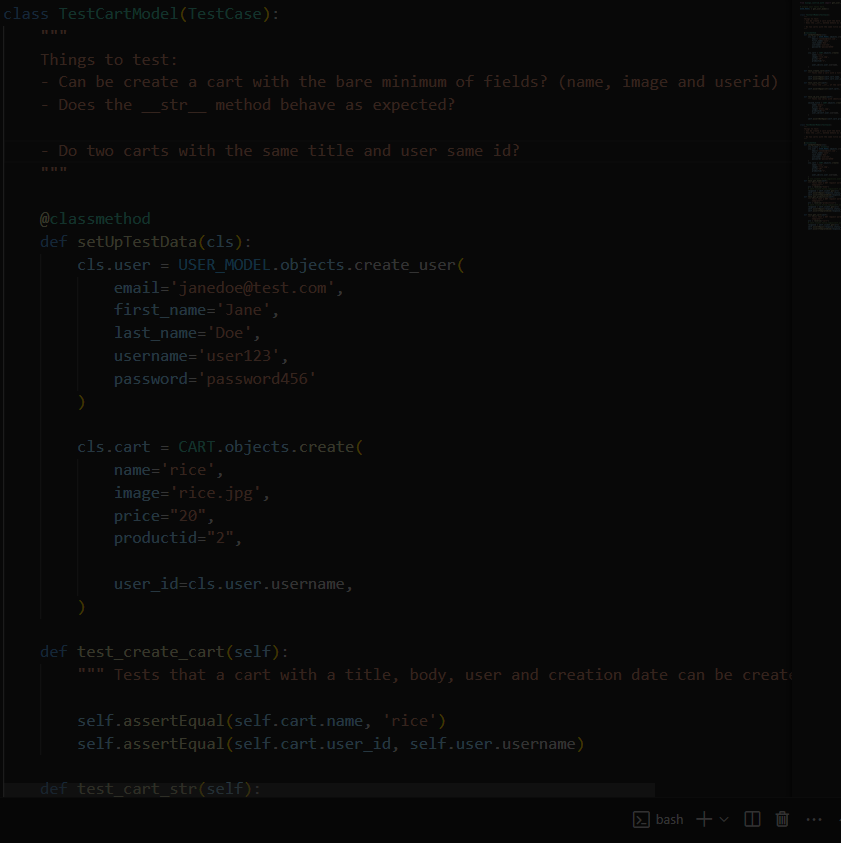 class TestCartModel(TestCase):
"""
Things to test:
- Can be create a cart with the bare minimum of fields? (name, image and userid)
- Does the __str__ method behave as expected?
- Do two carts with the same title and user same id?
"""
@classmethod
def setUpTestData(cls):
cls.user = USER_MODEL.objects.create_user(
email='janedoe@test.com',
first_name='Jane',
last_name='Doe',
username='user123',
password='password456'
)
cls.cart = CART.objects.create(
name='rice',
image='rice.jpg',
price="20",
productid="2",
user_id=cls.user.username,
)
def test_create_cart(self):
""" Tests that a cart with a title, body, user and creation date can be create
self.assertEqual(self.cart.name, 'rice')
self.assertEqual(self.cart.user_id, self.user.username)
def test_cart_str(self):
bash